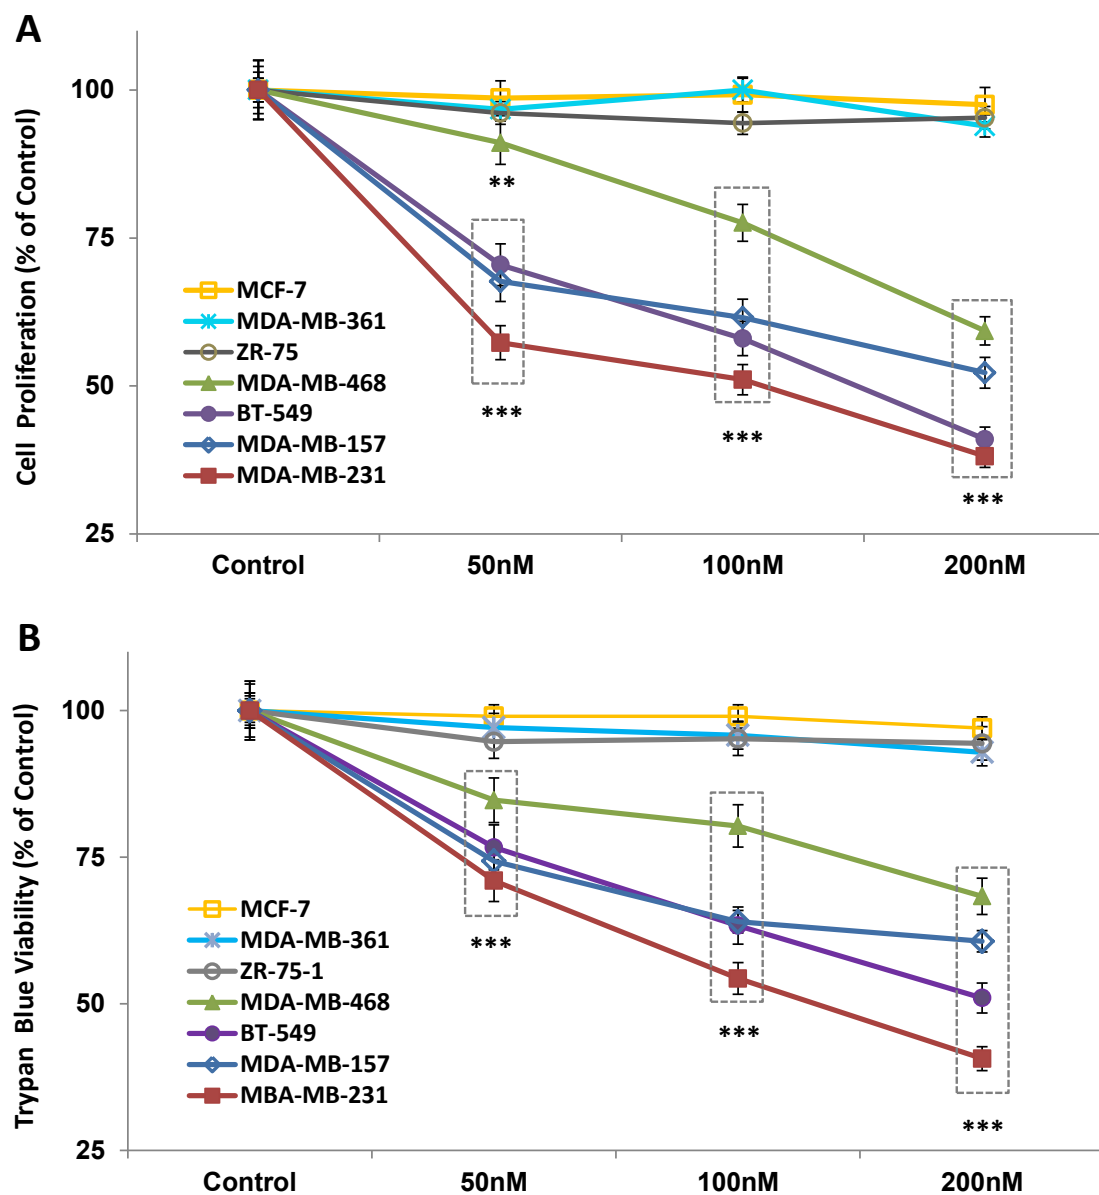 A
Cell Proliferation (% of Control)
100
75
50
25
**
***
***
***
MCF-7
MDA-MB-361
ZR-75
MDA-MB-468
BT-549
MDA-MB-157
MDA-MB-231
Control 50nM 100nM 200nM
B
Trypan Blue Viability (% of Control)
100
75
50
25
***
***
***
MCF-7
MDA-MB-361
ZR-75-1
MDA-MB-468
BT-549
MDA-MB-157
MBA-MB-231
Control 50nM 100nM 200nM